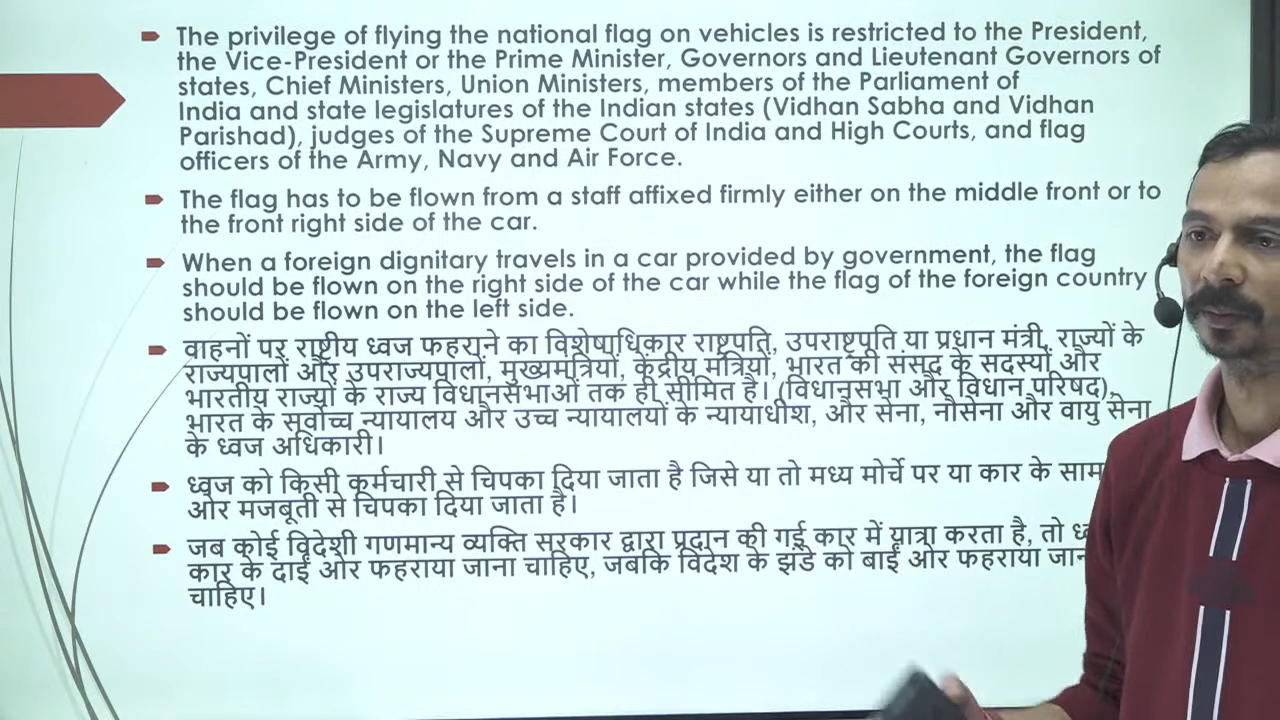 The privilege of flying the national flag on vehicles is restricted to the President,
the Vice-President or the Prime Minister, Governors and Lieutenant Governors of
states, Chief Ministers, Union Ministers, members of the Parliament of
India and state legislatures of the Indian states (Vidhan Sabha and Vidhan
Parishad), judges of the Supreme Court of India and High Courts, and flag
officers of the Army, Navy and Air Force.
The flag has to be flown from a staff affixed firmly either on the middle front or to
the front right side of the car.
When a foreign dignitary travels in a car provided by government, the flag
should be flown on the right side of the car while the flag of the foreign country
should be flown on the left side.
वाहनों पर राष्ट्रीय ध्वज फहराने का विशेषाधिकार राष्ट्रपति, उपराष्ट्रपति या प्रधान मंत्री, राज्यों के
राज्यपालों और उपराज्यपालों, मुख्यमंत्रियों, केंद्रीय मंत्रियों, भारत की संसद के सदस्यों और
भारतीय राज्यों के राज्य विधानसभाओं तक ही सीमित है। (विधानसभा और विधान परिषद),
भारत के सर्वोच्च न्यायालय और उच्च न्यायालयों के न्यायाधीश, और सेना, नौसेना और वायु सेना
के ध्वज अधिकारी।
ध्वज को किसी कर्मचारी से चिपका दिया जाता है जिसे या तो मध्य मोर्चे पर या कार के
ओर मजबूती से चिपका दिया जाता है।
जब कोई विदेशी गणमान्य व्यक्ति सरकार द्वारा प्रदान की गई कार में यात्रा करता है, तो
कार के दाईं ओर फहराया जाना चाहिए, जबकि विदेश के झंडे को बाईं ओर फहराया
चाहिए।